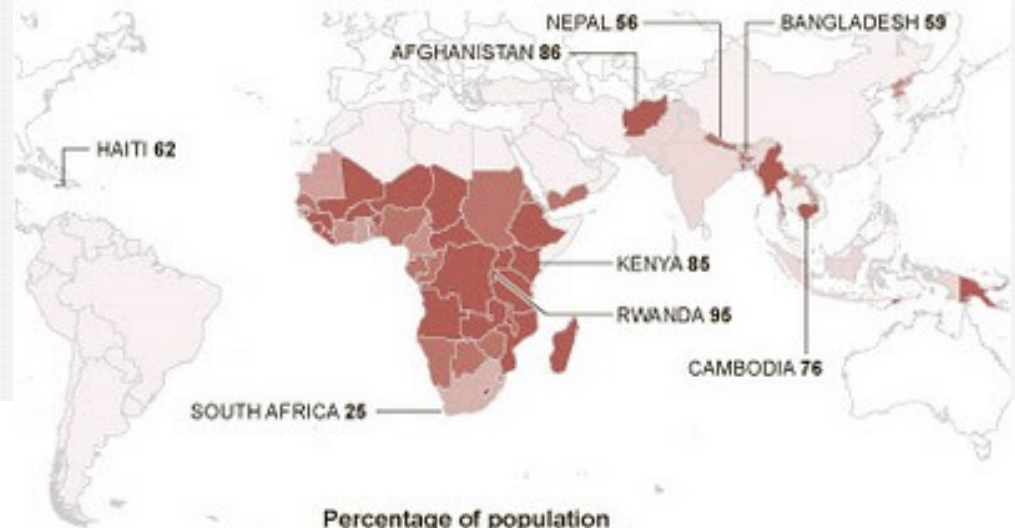 NEPAL 56
BANGLADESH 59
AFGHANISTAN 86
HAITI 62
KENYA 85
RWANDA 95
CAMBODIA 76
SOUTH AFRICA 25
Percentage of population